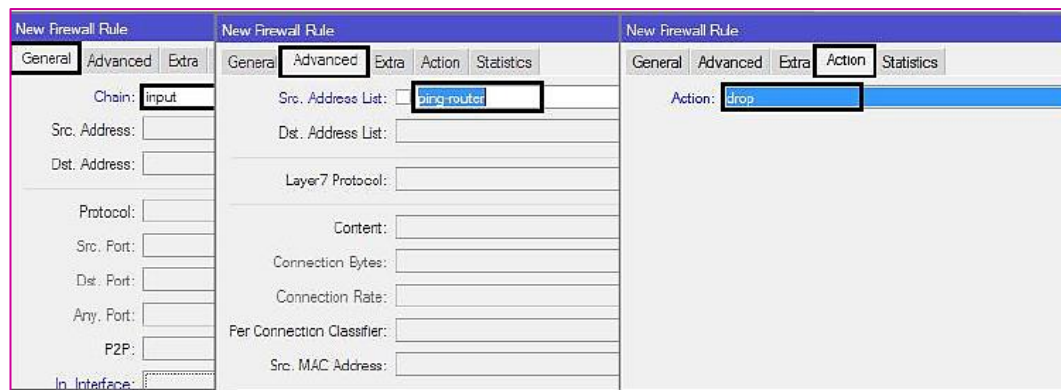 New Firewall Rule
General Advanced Extra
Chain: input
Src. Address:
Dst. Address:
Protocol:
Src. Port:
Dst. Port:
Any. Port:
P2P:
In. Interface:
New Firewall Rule
General Advanced Extra Action Statistics
Src. Address List: ping-router
Dst. Address List:
Layer7 Protocol:
Content:
Connection Bytes:
Connection Rate:
Per Connection Classifier:
Src. MAC Address:
New Firewall Rule
General Advanced Extra Action Statistics
Action: drop